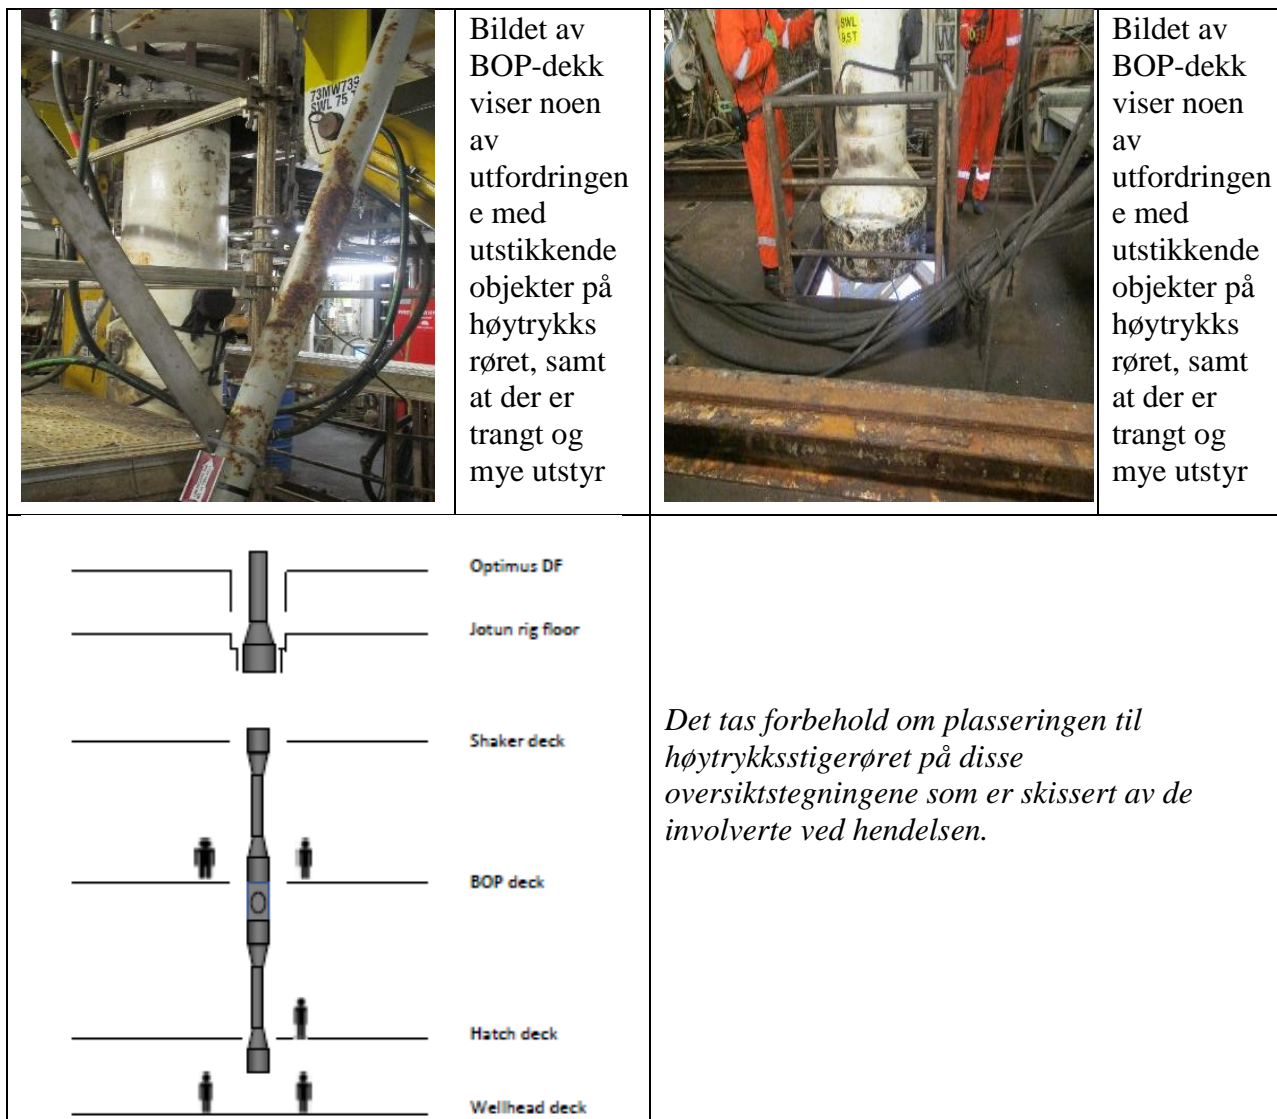 73MW739
SWL 75 T
Bildet av
BOP-dekk
viser noen
av
utfordringen
e med
utstikkende
objekter på
høytrykks
røret, samt
at der er
trangt og
mye utstyr
SWL
9,5 T
Bildet av
BOP-dekk
viser noen
av
utfordringen
e med
utstikkende
objekter på
høytrykks
røret, samt
at der er
trangt og
mye utstyr
Optimus DF
Jotun rig floor
Shaker deck
BOP deck
Hatch deck
Wellhead deck
Det tas forbehold om plasseringen til
høytrykksstigerøret på disse
oversiktstegningene som er skissert av de
involverte ved hendelsen.